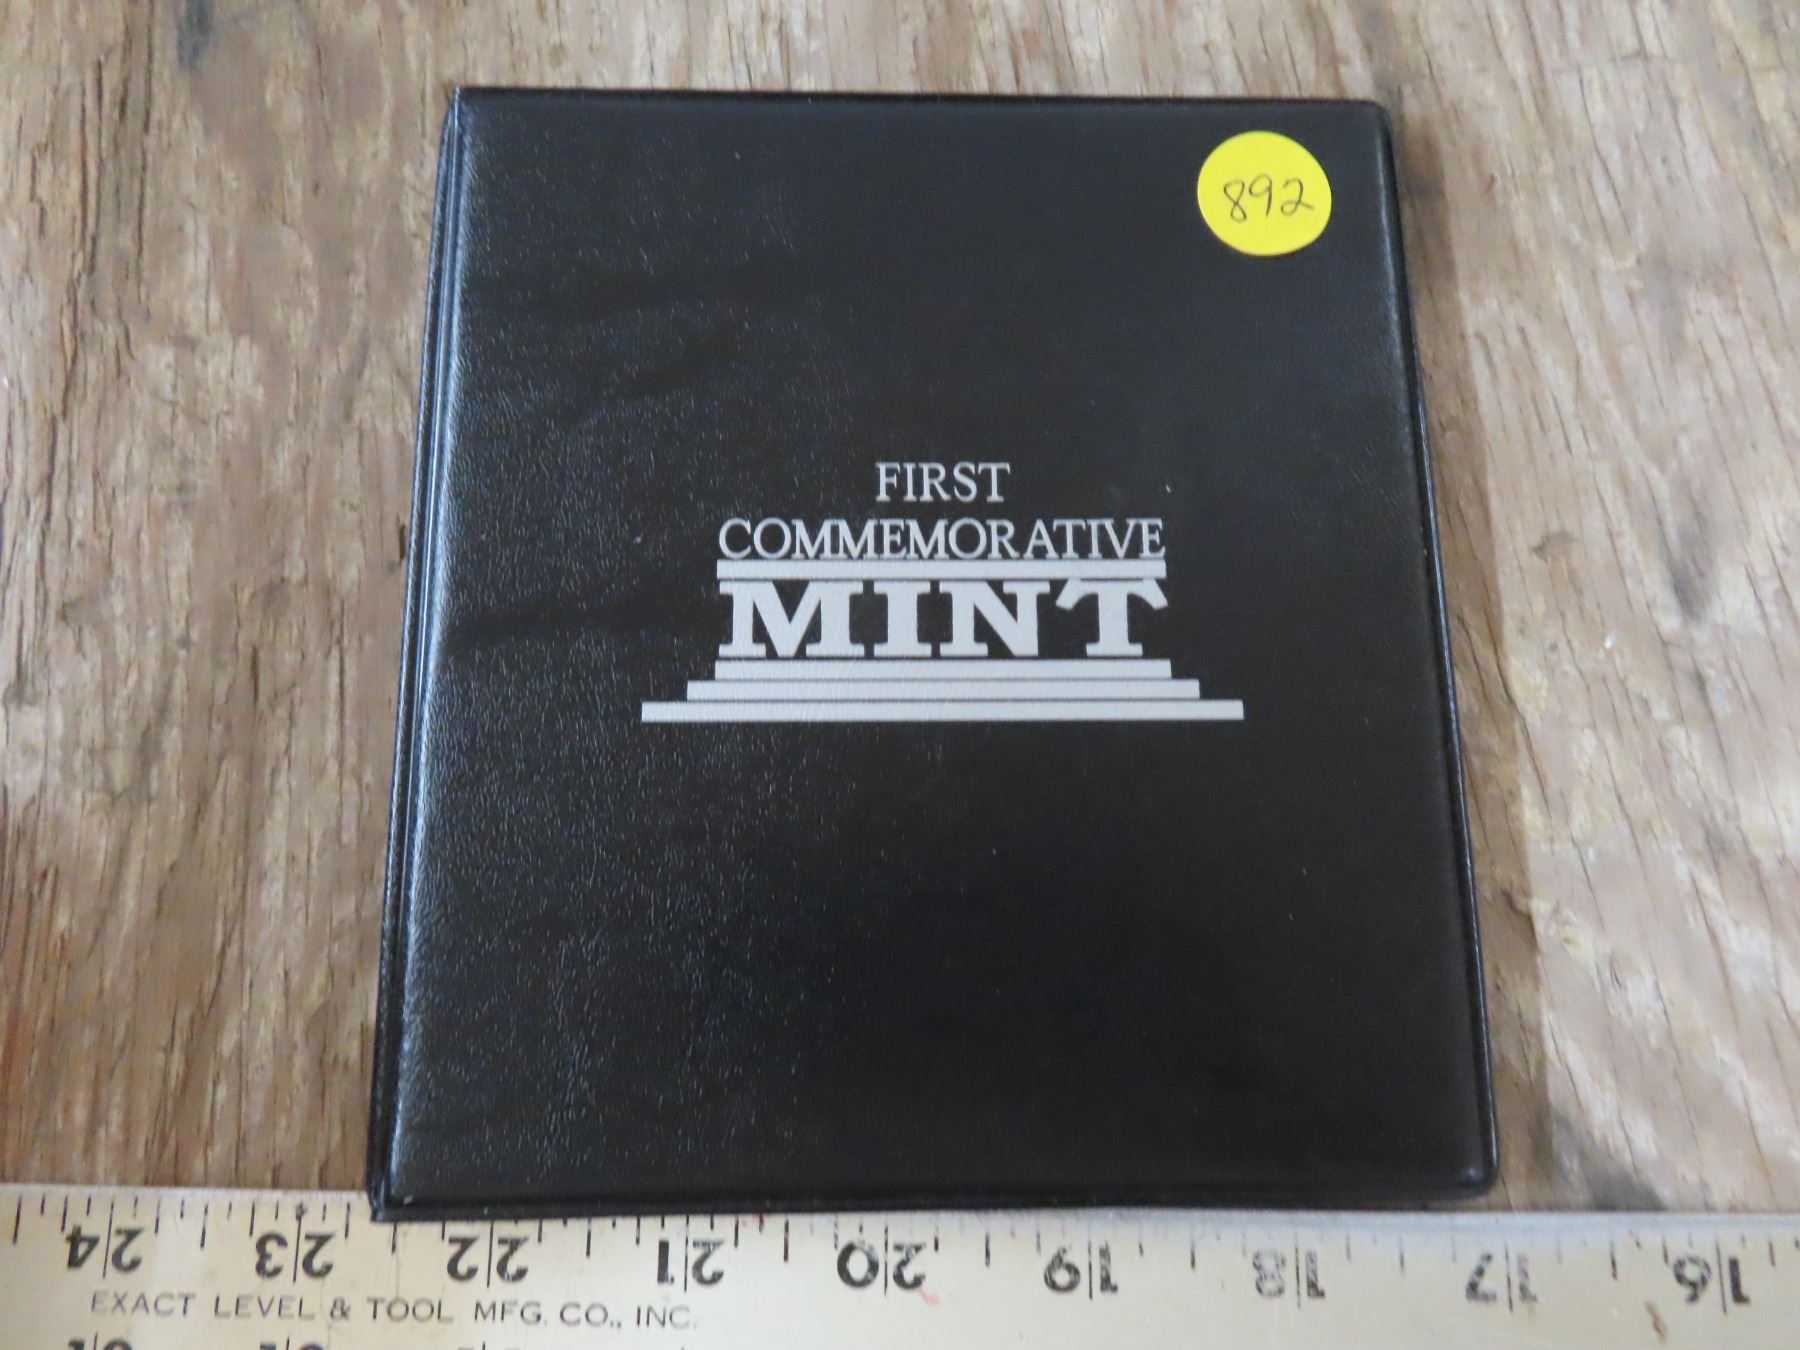 892
FIRST
COMMEMORATIVE
MINT
24 23 22 21 20 19 18 17 16
EXACT LEVEL & TOOL MFG. CO., INC.